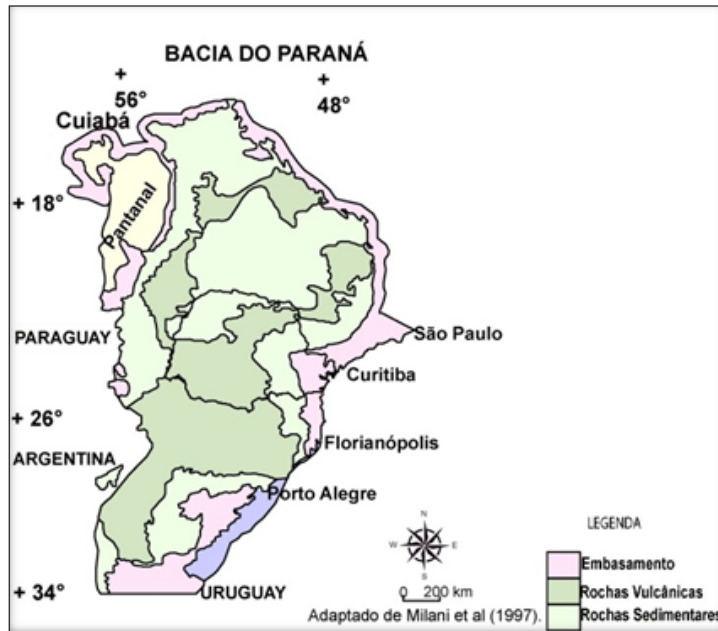 BACIA DO PARANÁ
+ +
56° 48°
Cuiabá
+ 18°
Pantanal
PARAGUAY
São Paulo
Curitiba
+ 26°
ARGENTINA
Florianópolis
Porto Alegre
+ 34°
URUGUAY
N
W E
S
0 200 km
Adaptado de Milani et al (1997).
LEGENDA
Embasamento
Rochas Vulcânicas
Rochas Sedimentares